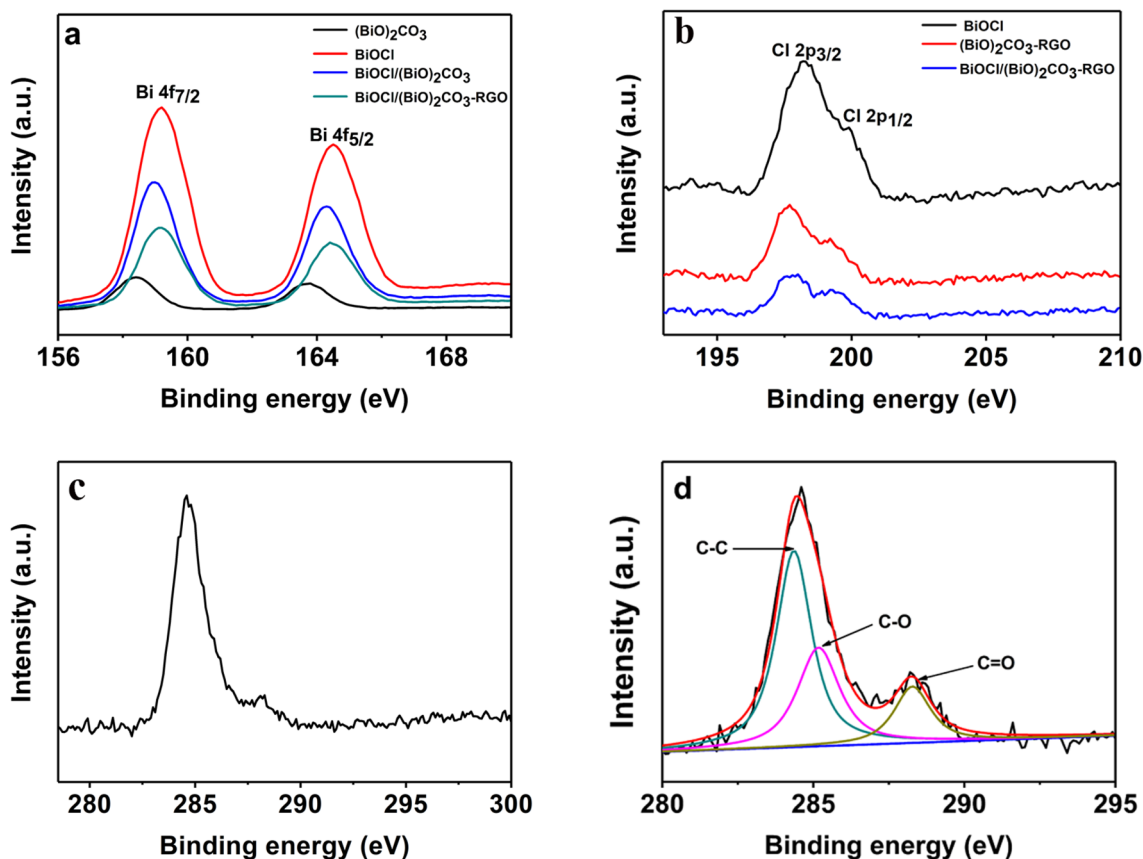 a
(BiO)2CO3
BiOCl
BiOCl/(BiO)2CO3
BiOCl/(BiO)2CO3-RGO
Bi 4f7/2
Bi 4f5/2
Intensity (a.u.)
156 160 164 168
Binding energy (eV)
b
BiOCl
(BiO)2CO3-RGO
BiOCl/(BiO)2CO3-RGO
Cl 2p3/2
Cl 2p1/2
Intensity (a.u.)
195 200 205 210
Binding energy (eV)
c
Intensity (a.u.)
280 285 290 295 300
Binding energy (eV)
d
C-C
C-O
C=O
Intensity (a.u.)
280 285 290 295
Binding energy (eV)